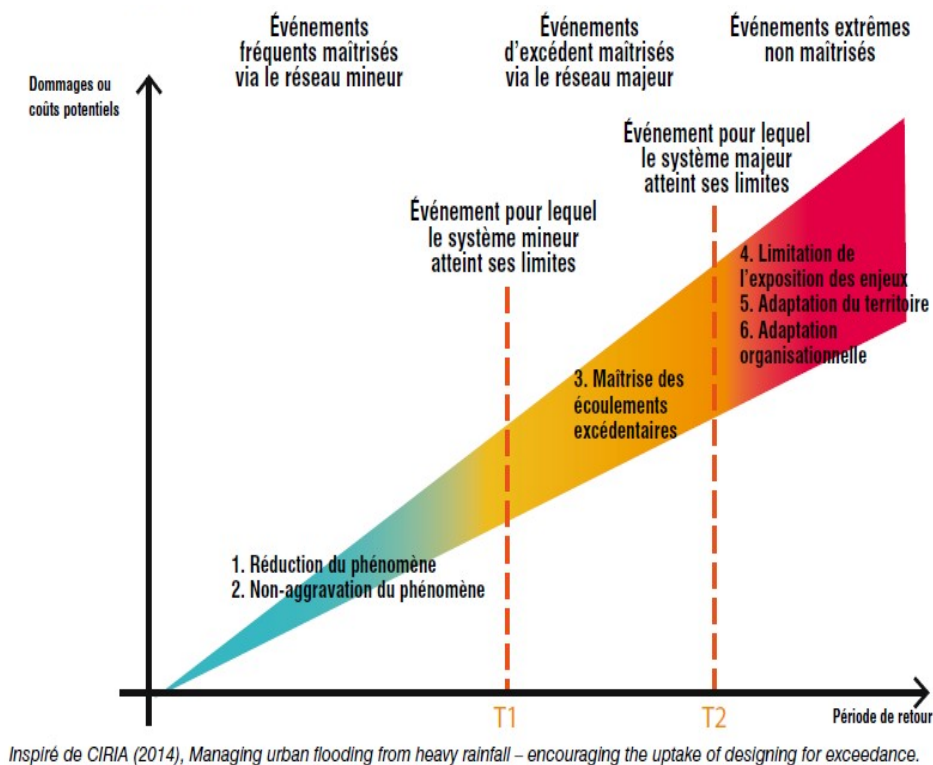 Événements
fréquents maîtrisés
via le réseau mineur
Événements
d'excédent maîtrisés
via le réseau majeur
Événements extrêmes
non maîtrisés
Dommages ou
coûts potentiels
Événement pour lequel
le système majeur
atteint ses limites
Événement pour lequel
le système mineur
atteint ses limites
4. Limitation de
l'exposition des enjeux
5. Adaptation du territoire
6. Adaptation
organisationnelle
3. Maîtrise des
écoulements
excédentaires
1. Réduction du phénomène
2. Non-aggravation du phénomène
T1
T2
Période de retour
Inspiré de CIRIA (2014), Managing urban flooding from heavy rainfall – encouraging the uptake of designing for exceedance.